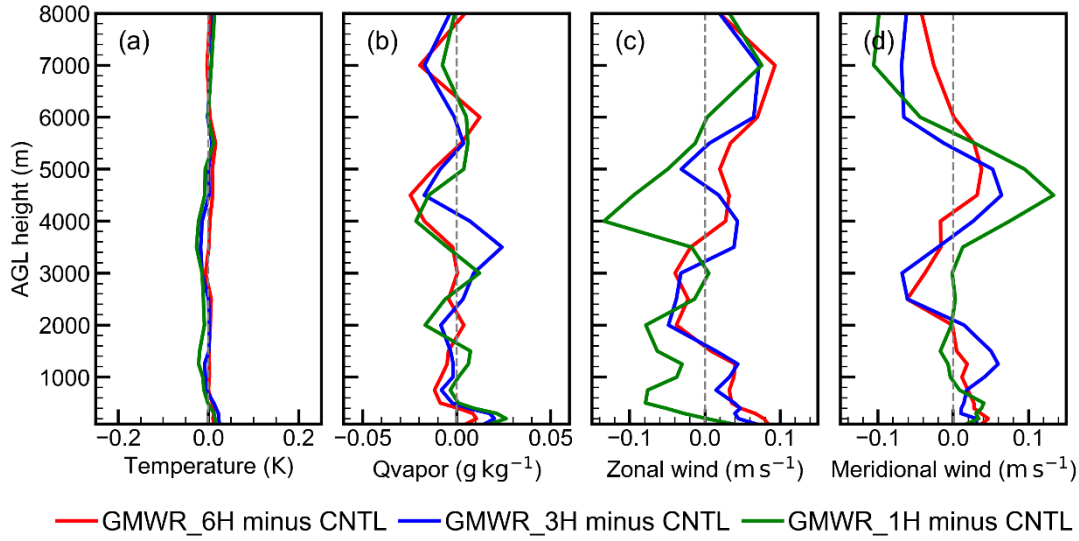 (a) (b) (c) (d)
8000
7000
6000
5000
4000
3000
2000
1000
AGL height (m)
−0.2 0.0 0.2 −0.05 0.00 0.05 −0.1 0.0 0.1 −0.1 0.0 0.1
Temperature (K) Qvapor (g kg⁻¹) Zonal wind (m s⁻¹) Meridional wind (m s⁻¹)
GMWR_6H minus CNTL GMWR_3H minus CNTL GMWR_1H minus CNTL